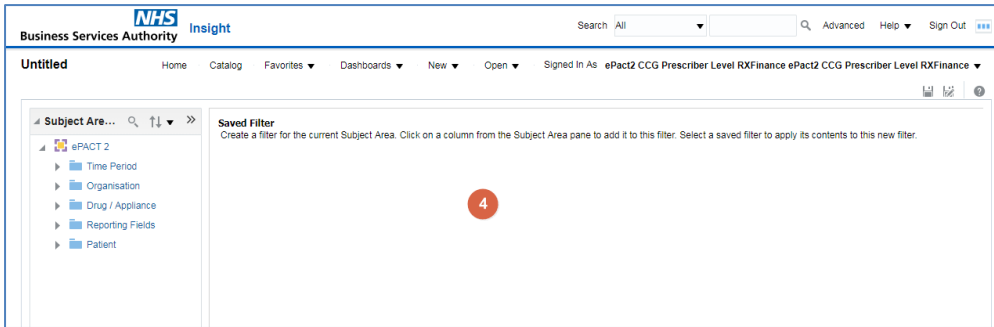 NHS
Business Services Authority
Insight
Search All Advanced Help Sign Out
Untitled
Home Catalog Favorites Dashboards New Open Signed In As ePact2 CCG Prescriber Level RXFinance ePact2 CCG Prescriber Level RXFinance
Subject Are...
ePACT 2
Time Period
Organisation
Drug / Appliance
Reporting Fields
Patient
Saved Filter
Create a filter for the current Subject Area. Click on a column from the Subject Area pane to add it to this filter. Select a saved filter to apply its contents to this new filter.
4